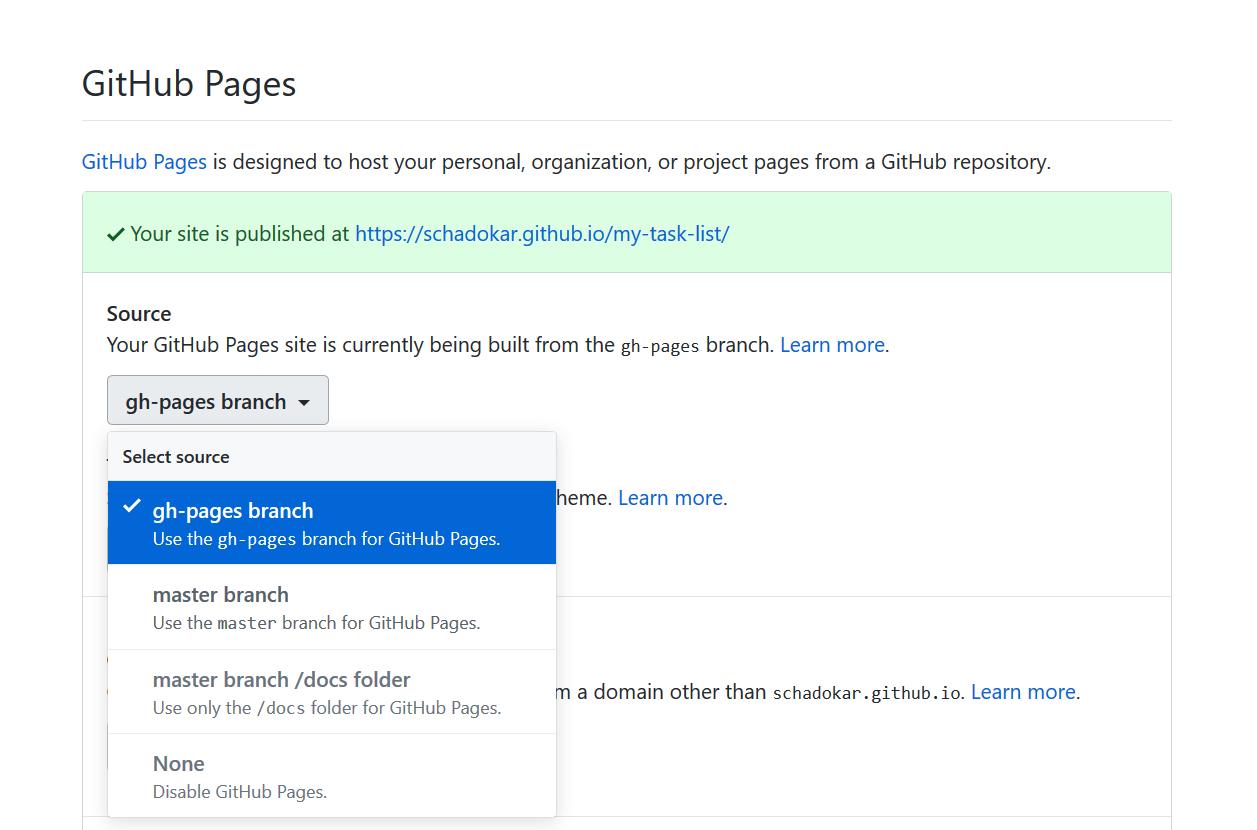 GitHub Pages
GitHub Pages is designed to host your personal, organization, or project pages from a GitHub repository.
Your site is published at https://schadokar.github.io/my-task-list/
Source
Your GitHub Pages site is currently being built from the gh-pages branch. Learn more.
gh-pages branch
Select source
gh-pages branch
heme. Learn more.
Use the gh-pages branch for GitHub Pages.
master branch
Use the master branch for GitHub Pages.
master branch /docs folder
m a domain other than schadokar.github.io. Learn more.
Use only the /docs folder for GitHub Pages.
None
Disable GitHub Pages.